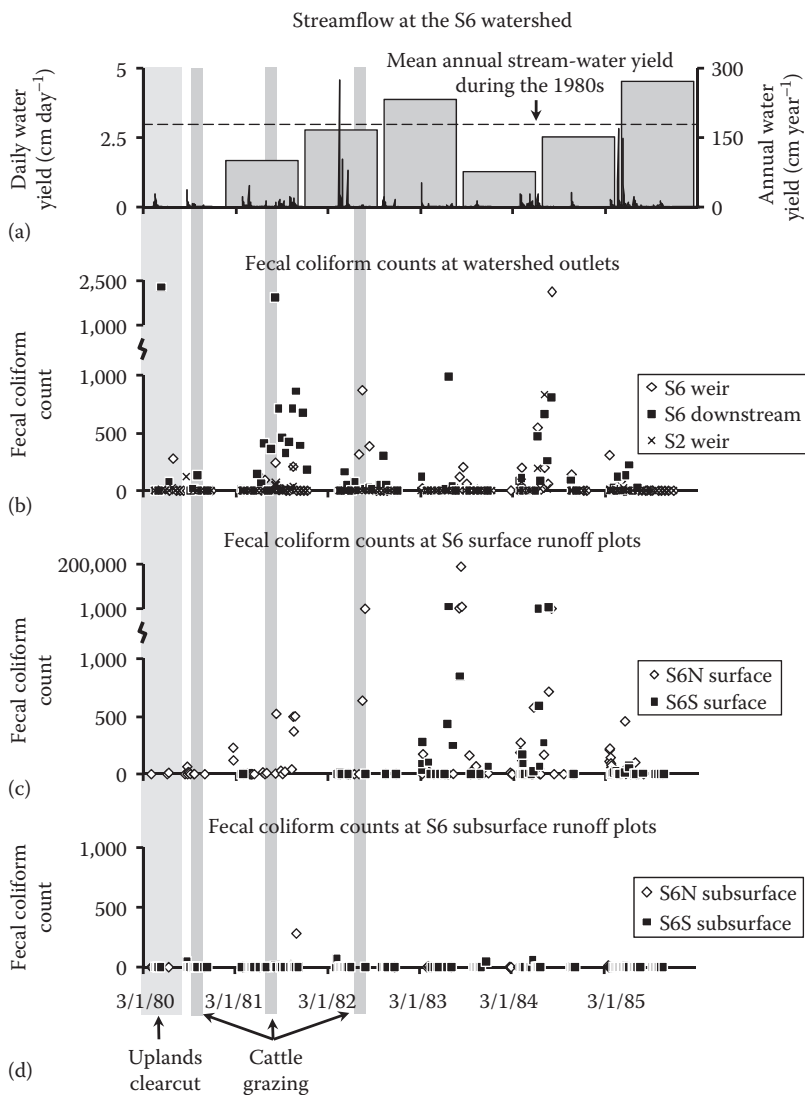 Streamflow at the S6 watershed
Daily water
yield (cm day⁻¹)
5
2.5
0
Mean annual stream-water yield
during the 1980s
300
150
0
Annual water
yield (cm year⁻¹)
(a)
Fecal coliform counts at watershed outlets
Fecal coliform
count
2,500
1,000
1,000
500
0
S6 weir
S6 downstream
S2 weir
(b)
Fecal coliform counts at S6 surface runoff plots
Fecal coliform
count
200,000
1,000
1,000
500
0
S6N surface
S6S surface
(c)
Fecal coliform counts at S6 subsurface runoff plots
Fecal coliform
count
1,000
500
0
S6N subsurface
S6S subsurface
3/1/80 3/1/81 3/1/82 3/1/83 3/1/84 3/1/85
Uplands
clearcut
Cattle
grazing
(d)